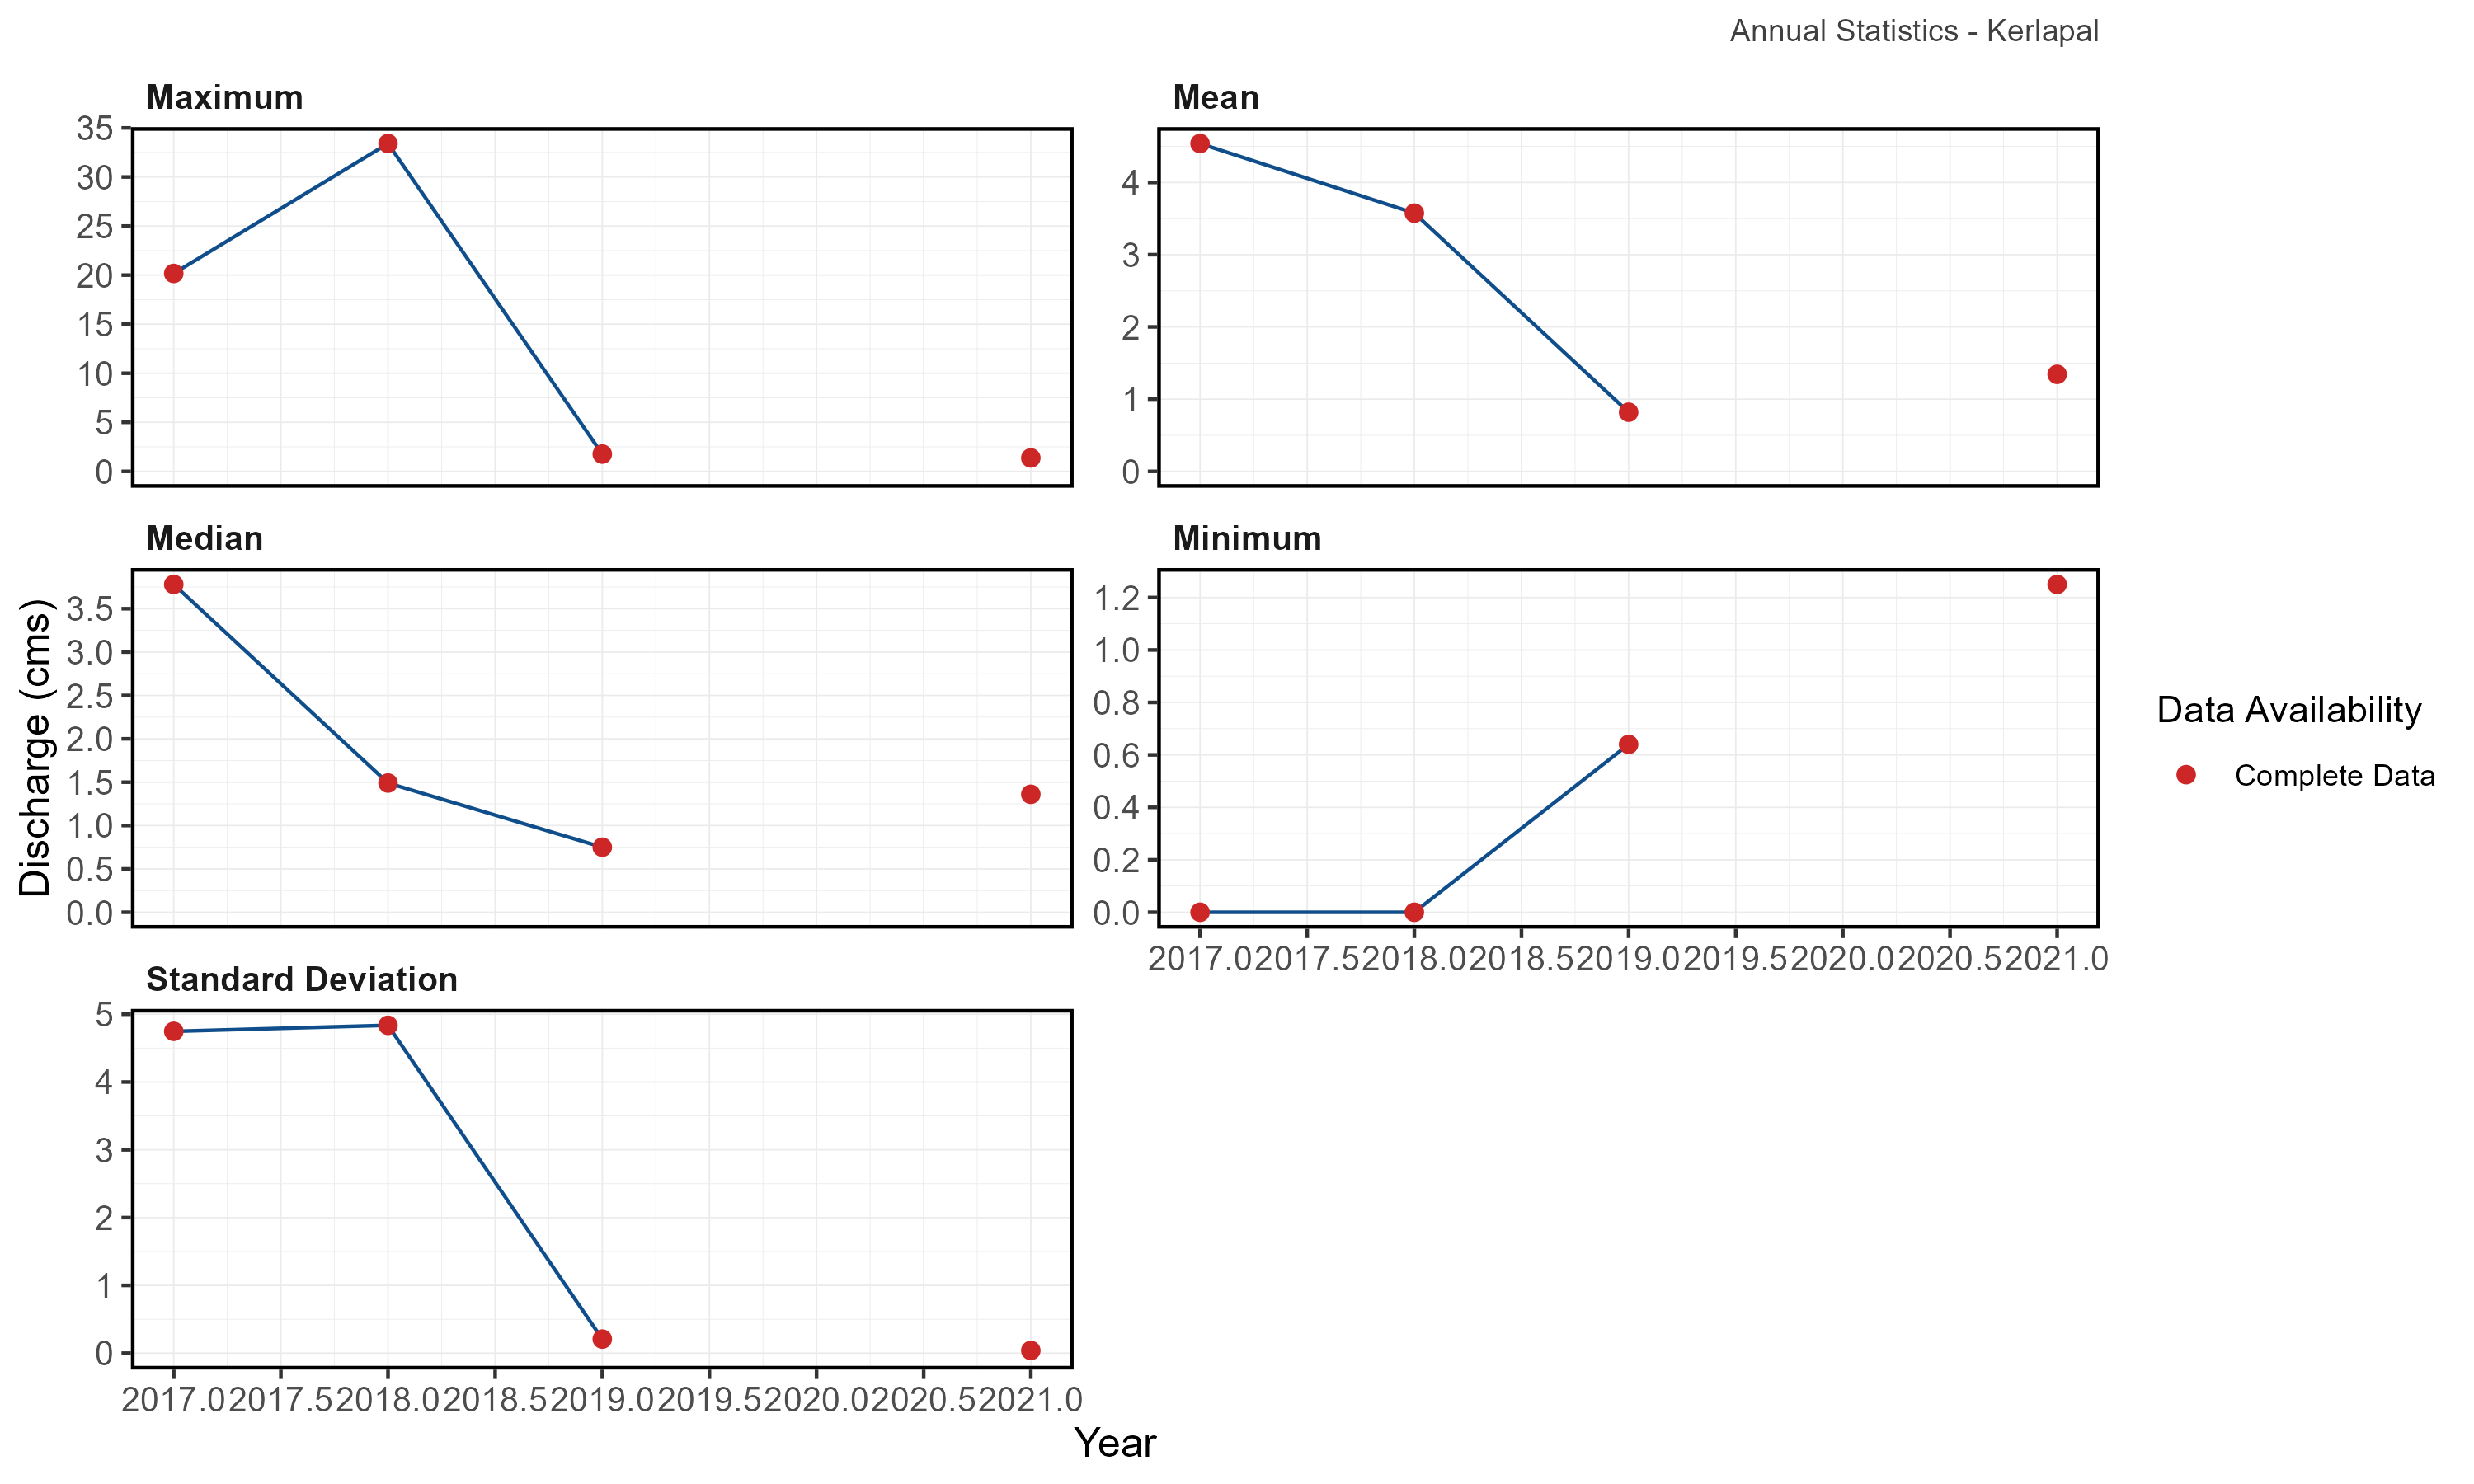 Annual Statistics - Kerlapal
Maximum
35
30
25
20
15
10
5
0
Mean
4
3
2
1
0
Median
3.5
3.0
2.5
2.0
1.5
1.0
0.5
0.0
Minimum
1.2
1.0
0.8
0.6
0.4
0.2
0.0
2017.0 2017.5 2018.0 2018.5 2019.0 2019.5 2020.0 2020.5 2021.0
Standard Deviation
5
4
3
2
1
0
2017.0 2017.5 2018.0 2018.5 2019.0 2019.5 2020.0 2020.5 2021.0
Discharge (cms)
Year
Data Availability
Complete Data